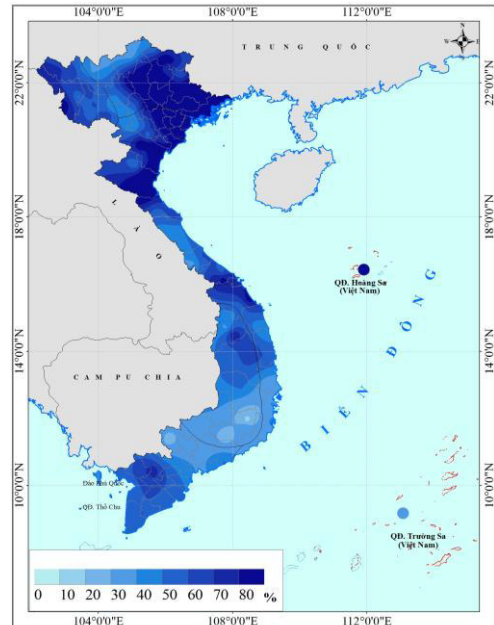 104°0'0"E 108°0'0"E 112°0'0"E
N
W E
S
TRUNG QUỐC
22°0'0"N
22°0'0"N
18°0'0"N
18°0'0"N
LÀO
QĐ. Hoàng Sa
(Việt Nam)
BIỂN ĐÔNG
14°0'0"N
14°0'0"N
CAM PU CHIA
10°0'0"N
10°0'0"N
Đảo Phú Quốc
QĐ. Thổ Chu
QĐ. Trường Sa
(Việt Nam)
0 10 20 30 40 50 60 70 80 %
104°0'0"E 108°0'0"E 112°0'0"E